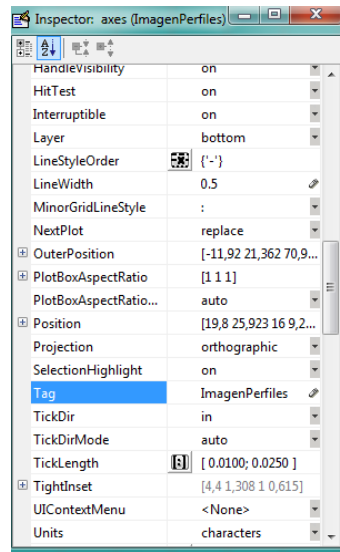 Inspector: axes (ImagenPerfiles)
HandleVisibility on
HitTest on
Interruptible on
Layer bottom
LineStyleOrder {'-'}
LineWidth 0.5
MinorGridLineStyle :
NextPlot replace
OuterPosition [-11,92 21,362 70,9...
PlotBoxAspectRatio [1 1 1]
PlotBoxAspectRatio... auto
Position [19,8 25,923 16 9,2...
Projection orthographic
SelectionHighlight on
Tag ImagenPerfiles
TickDir in
TickDirMode auto
TickLength [ 0.0100; 0.0250 ]
TightInset [4,4 1,308 1 0,615]
UIContextMenu <None>
Units characters